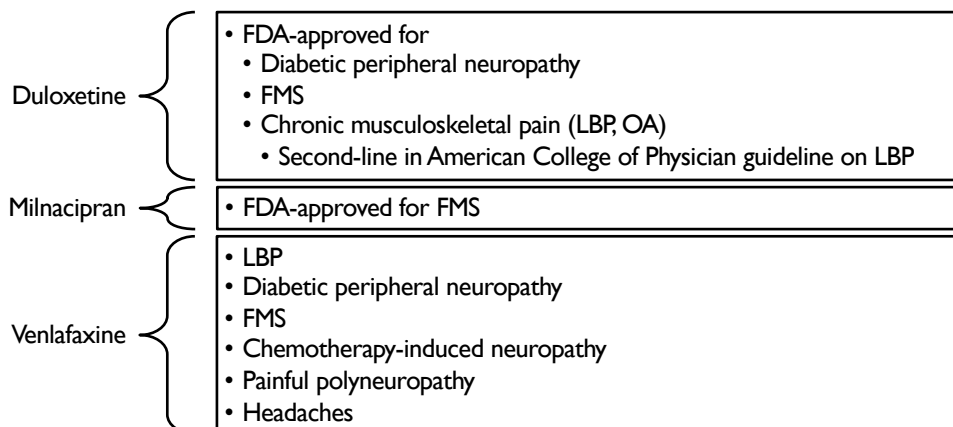 Duloxetine
• FDA-approved for
• Diabetic peripheral neuropathy
• FMS
• Chronic musculoskeletal pain (LBP, OA)
• Second-line in American College of Physician guideline on LBP
Milnacipran
• FDA-approved for FMS
Venlafaxine
• LBP
• Diabetic peripheral neuropathy
• FMS
• Chemotherapy-induced neuropathy
• Painful polyneuropathy
• Headaches